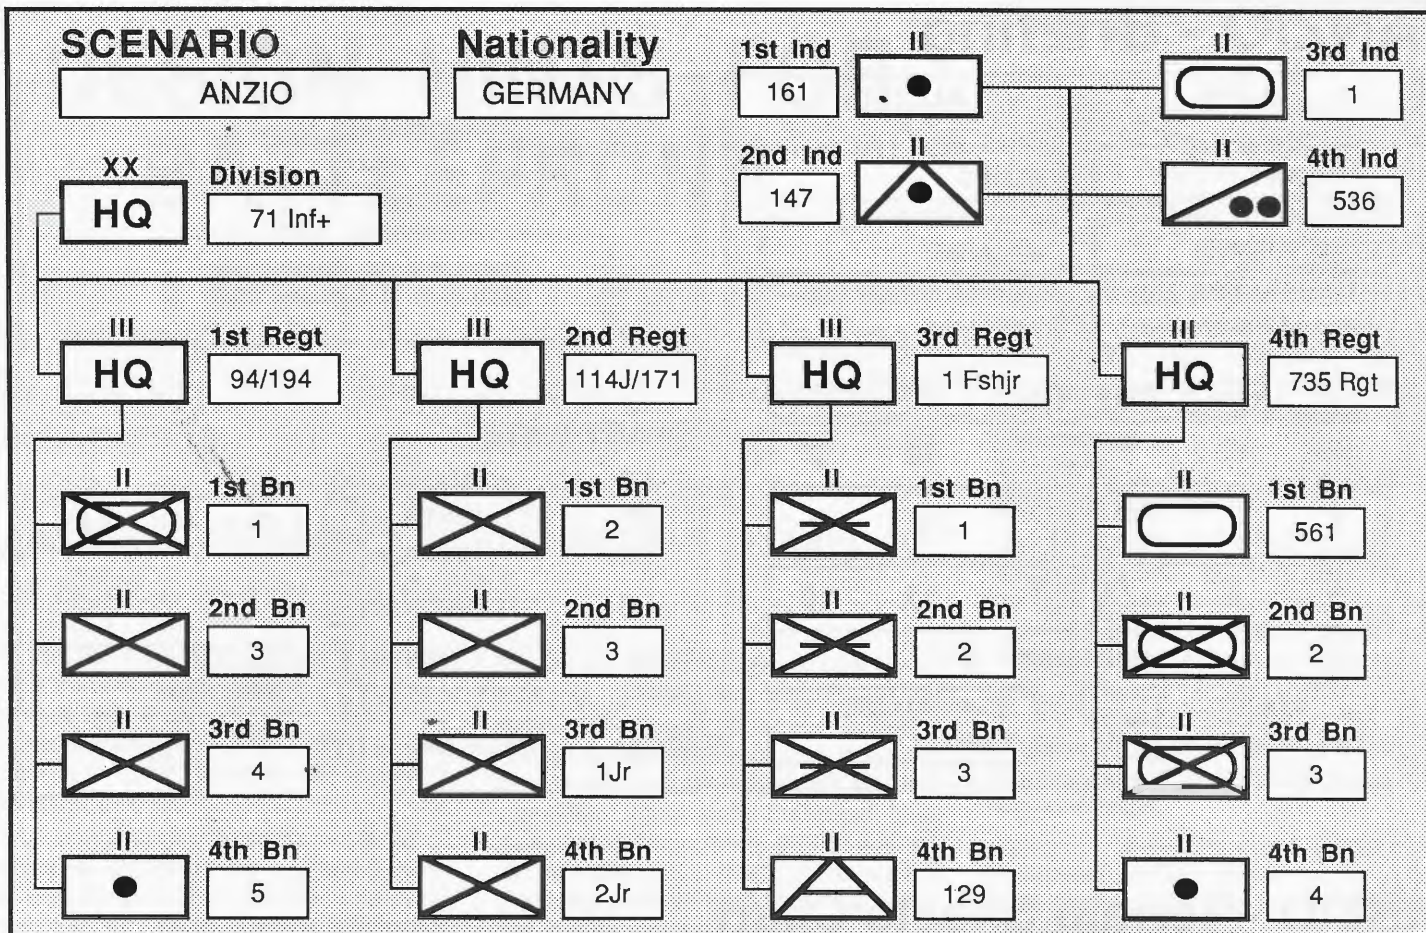 SCENARIO Nationality
ANZIO GERMANY
1st Ind II II 3rd Ind
161 1
2nd Ind II II 4th Ind
147 536
XX Division
HQ 71 Inf+
III 1st Regt III 2nd Regt III 3rd Regt III 4th Regt
HQ 94/194 HQ 114J/171 HQ 1 Fshjr HQ 735 Rgt
II 1st Bn II 1st Bn II 1st Bn II 1st Bn
1 2 1 561
II 2nd Bn II 2nd Bn II 2nd Bn II 2nd Bn
3 3 2 2
II 3rd Bn II 3rd Bn II 3rd Bn II 3rd Bn
4 1Jr 3 3
II 4th Bn II 4th Bn II 4th Bn II 4th Bn
5 2Jr 129 4